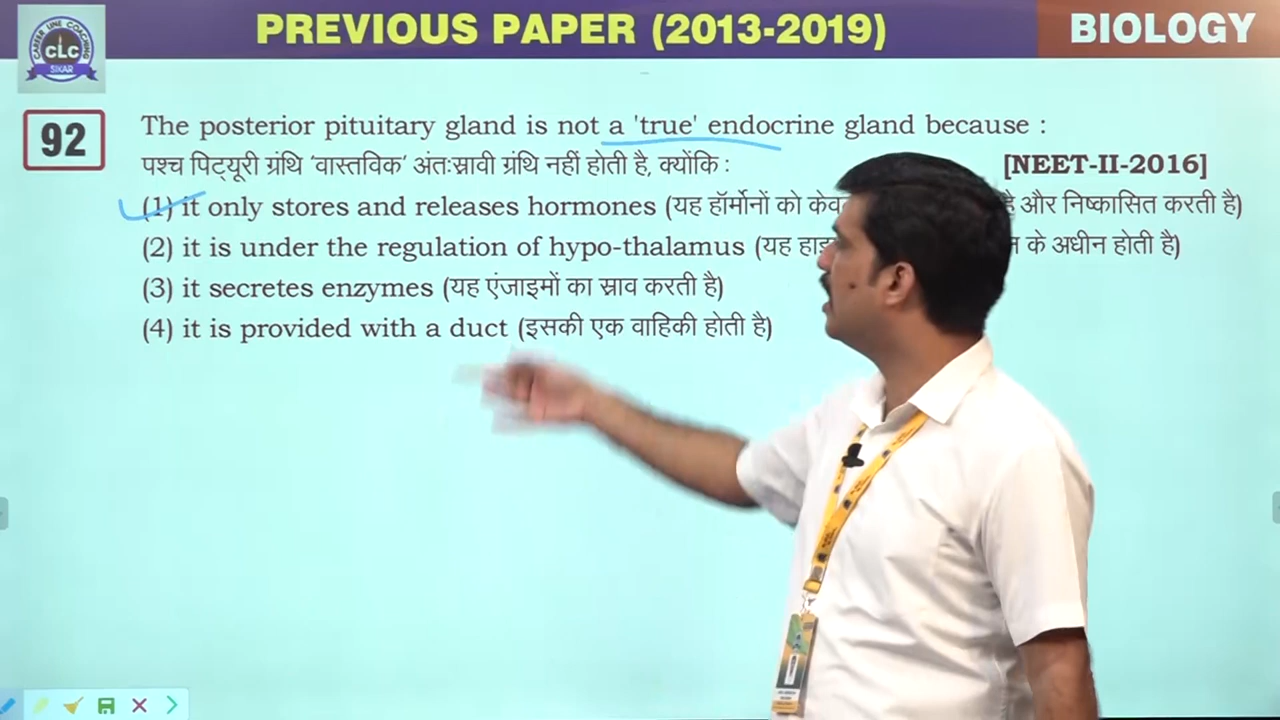 PREVIOUS PAPER (2013-2019)
BIOLOGY
CAREER LINE COACHING
CLC
SIKAR
92
The posterior pituitary gland is not a 'true' endocrine gland because :
पश्च पिट्यूरी ग्रंथि ‘वास्तविक’ अंतःस्रावी ग्रंथि नहीं होती है, क्योंकि :
[NEET-II-2016]
(1) it only stores and releases hormones (यह हॉर्मोनों को है और निष्कासित करती है)
(2) it is under the regulation of hypo-thalamus (यह के अधीन होती है)
(3) it secretes enzymes (यह एंजाइमों का स्राव करती है)
(4) it is provided with a duct (इसकी एक वाहिकी होती है)